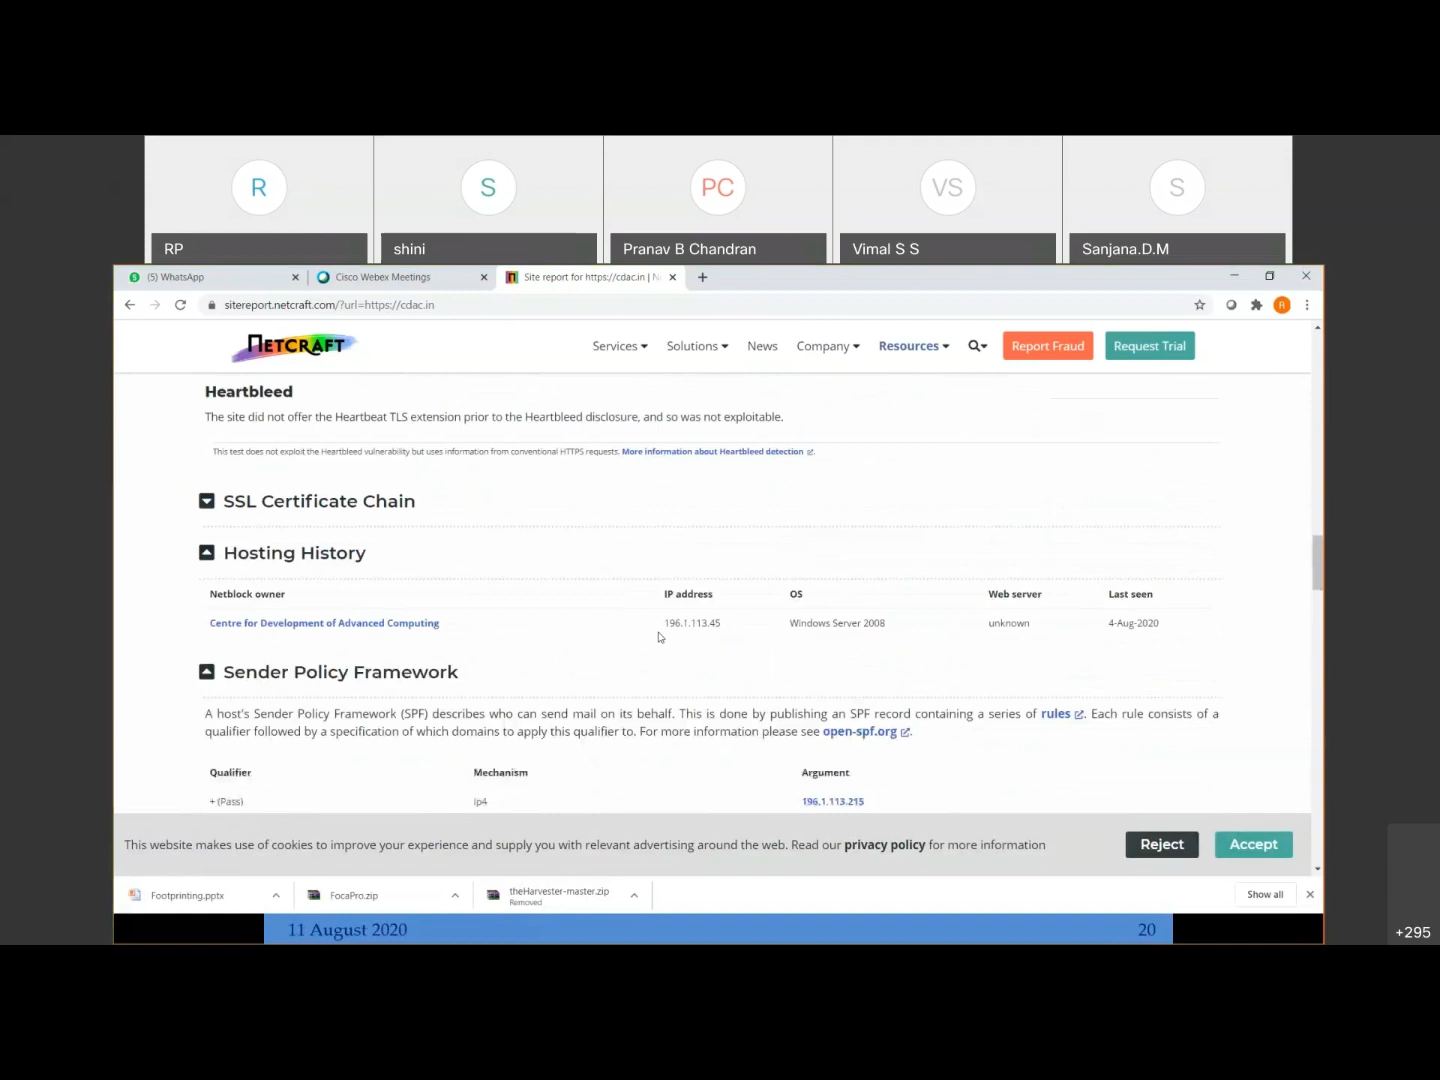 R
S
PC
VS
S
RP
shini
Pranav B Chandran
Vimal S S
Sanjana.D.M
(5) WhatsApp
Cisco Webex Meetings
Site report for https://cdac.in | N
sitereport.netcraft.com/?url=https://cdac.in
R
NETCRAFT
Services
Solutions
News
Company
Resources
Report Fraud
Request Trial
Heartbleed
The site did not offer the Heartbeat TLS extension prior to the Heartbleed disclosure, and so was not exploitable.
This test does not exploit the Heartbleed vulnerability but uses information from conventional HTTPS requests. More information about Heartbleed detection.
SSL Certificate Chain
Hosting History
Netblock owner IP address OS Web server Last seen
Centre for Development of Advanced Computing 196.1.113.45 Windows Server 2008 unknown 4-Aug-2020
Sender Policy Framework
A host's Sender Policy Framework (SPF) describes who can send mail on its behalf. This is done by publishing an SPF record containing a series of rules. Each rule consists of a
qualifier followed by a specification of which domains to apply this qualifier to. For more information please see open-spf.org.
Qualifier Mechanism Argument
+ (Pass) ip4 196.1.113.215
This website makes use of cookies to improve your experience and supply you with relevant advertising around the web. Read our privacy policy for more information
Reject
Accept
Footprinting.pptx
FocaPro.zip
theHarvester-master.zip
Removed
Show all
11 August 2020
20
+295